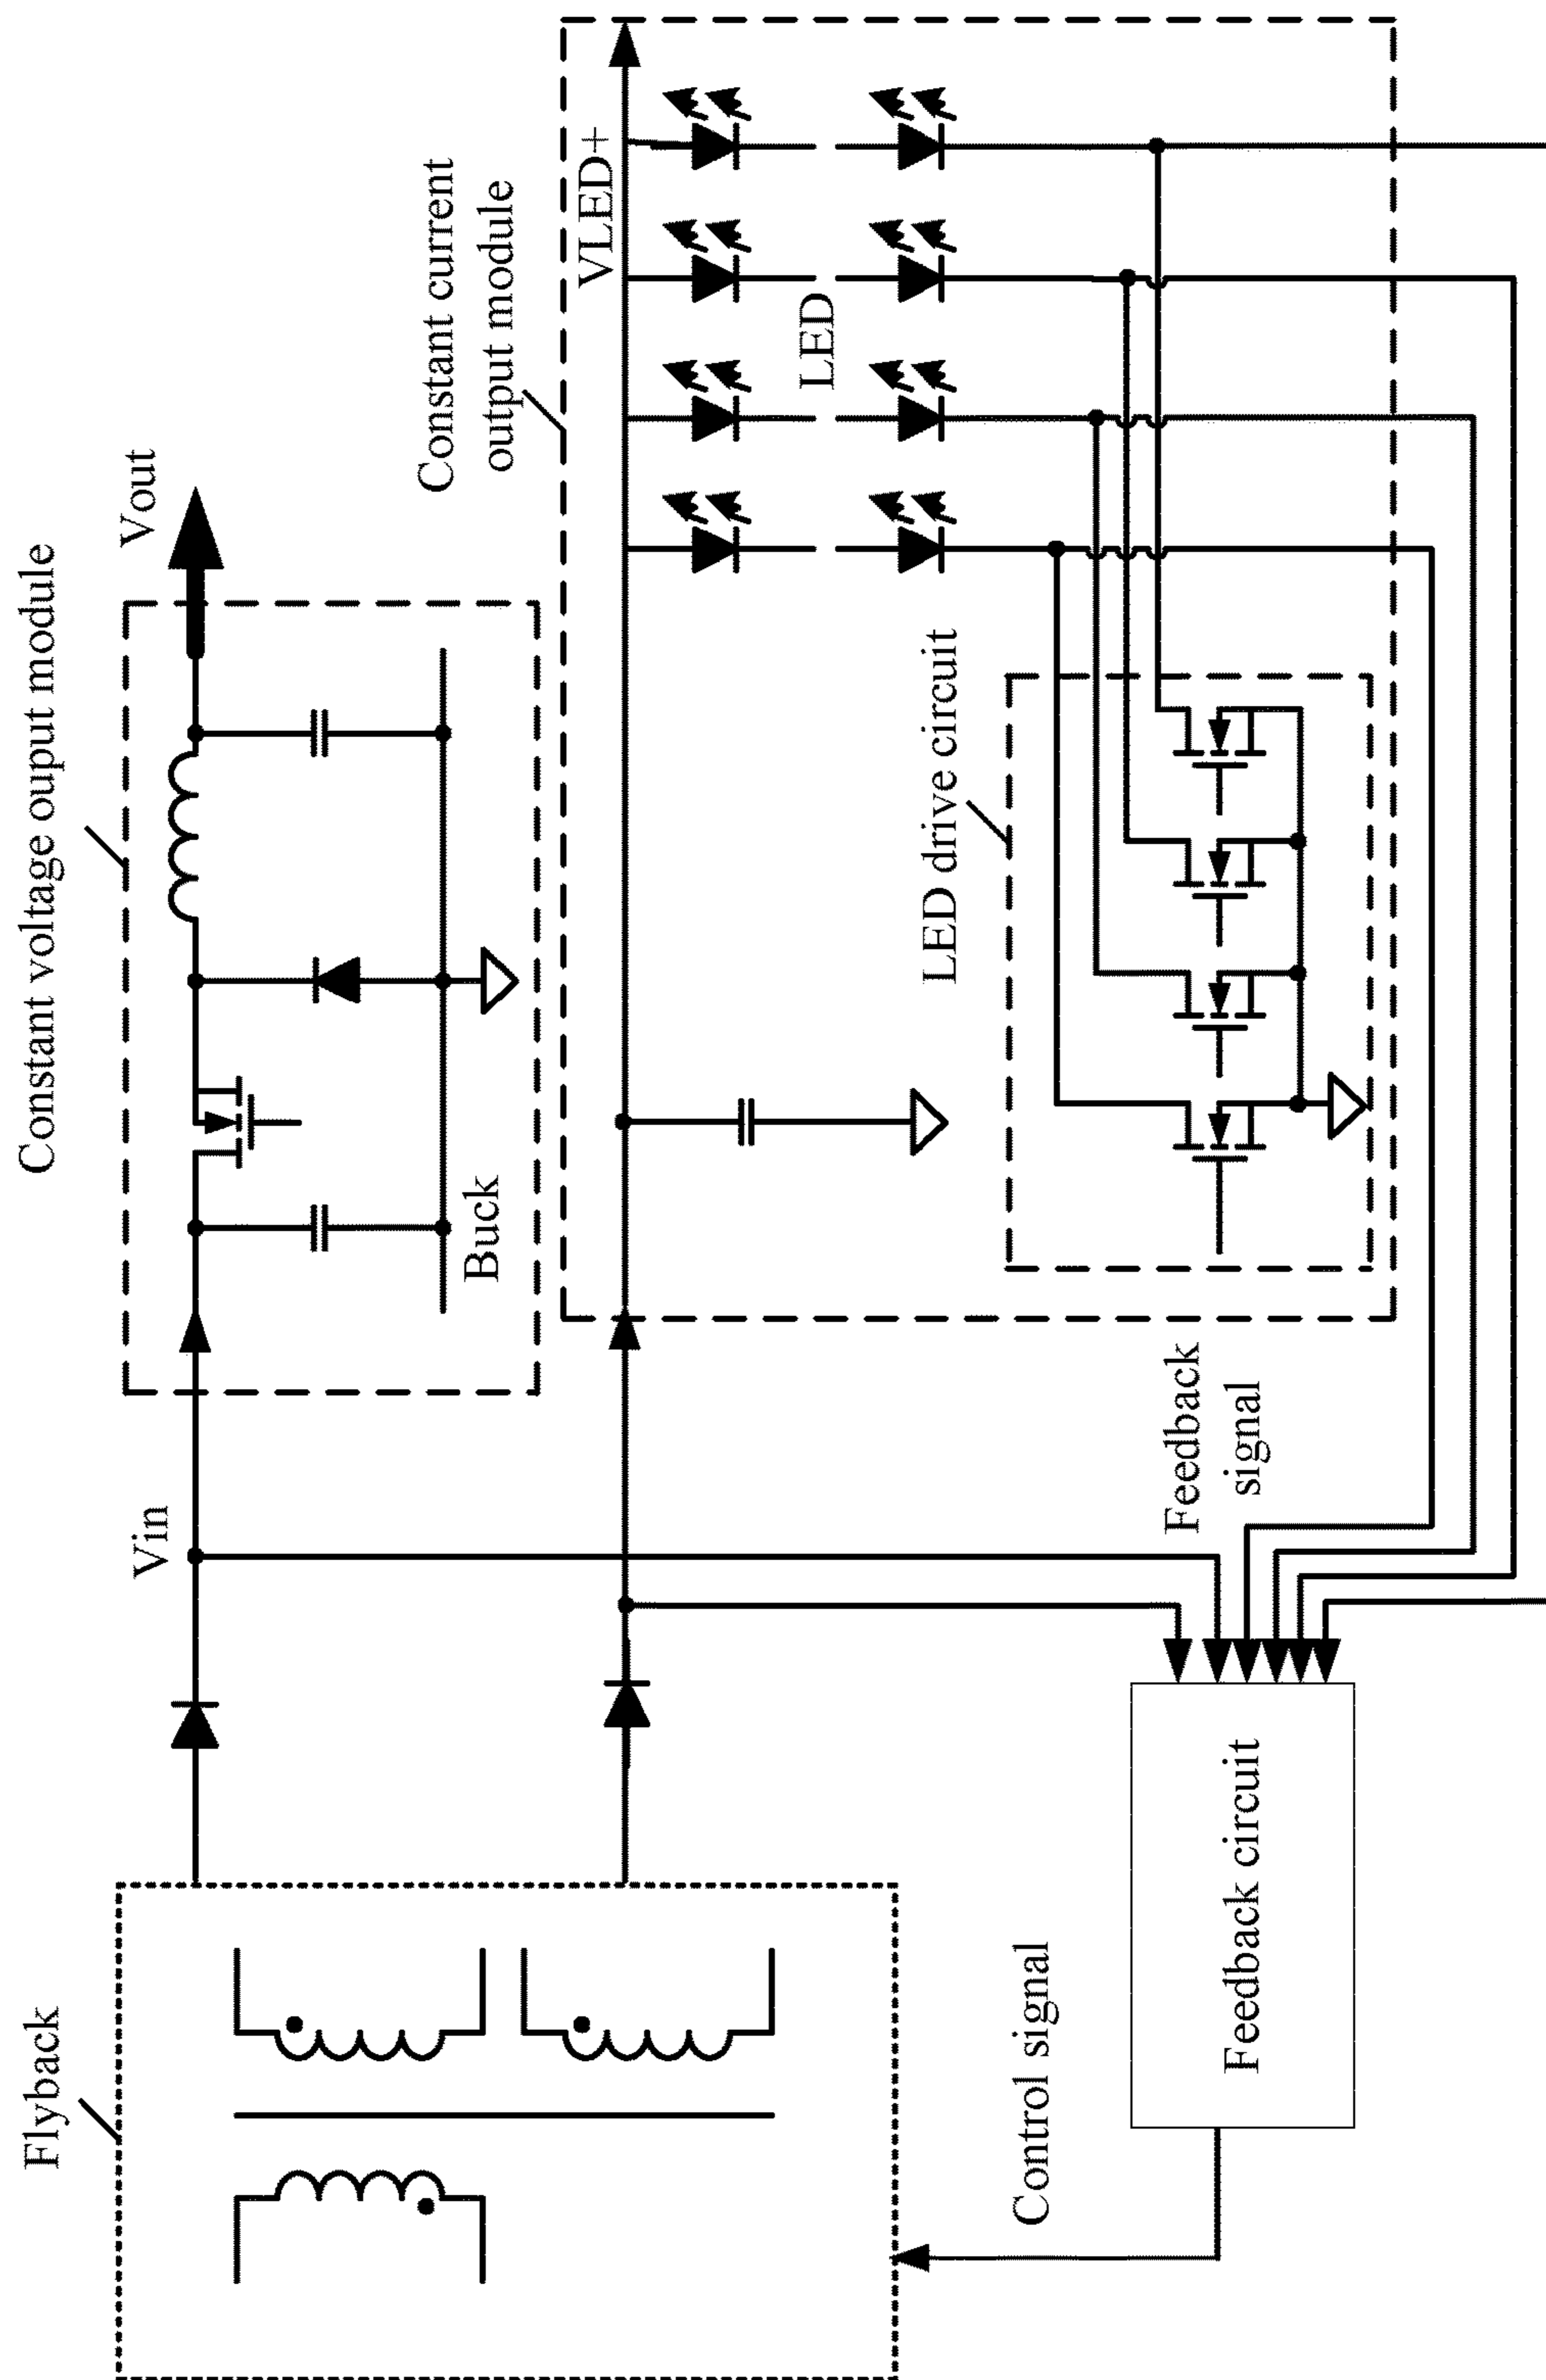 Flyback
Vin
Constant voltage ouput module
Vout
Buck
Constant current
output module
VLED+
LED
LED drive circuit
Feedback
signal
Control signal
Feedback circuit